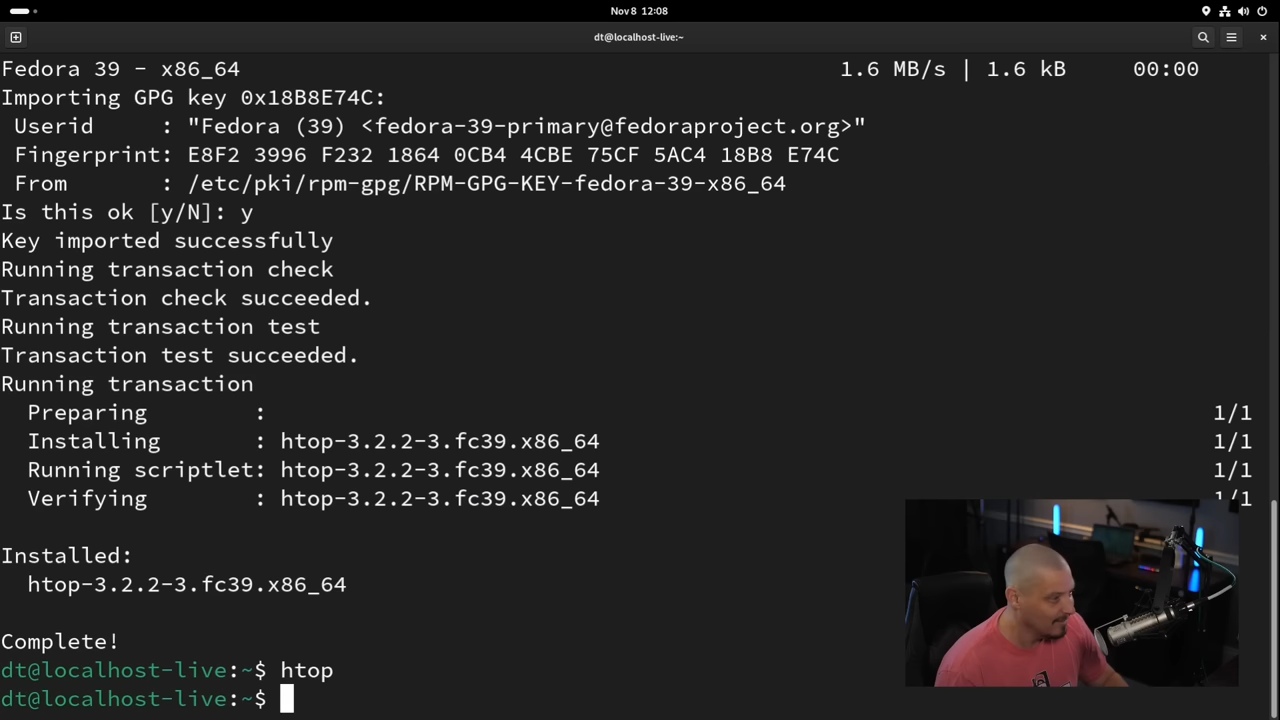 Nov 8 12:08
dt@localhost-live:~
Fedora 39 - x86_64 1.6 MB/s | 1.6 kB 00:00
Importing GPG key 0x18B8E74C:
Userid : "Fedora (39) <fedora-39-primary@fedoraproject.org>"
Fingerprint: E8F2 3996 F232 1864 0CB4 4CBE 75CF 5AC4 18B8 E74C
From : /etc/pki/rpm-gpg/RPM-GPG-KEY-fedora-39-x86_64
Is this ok [y/N]: y
Key imported successfully
Running transaction check
Transaction check succeeded.
Running transaction test
Transaction test succeeded.
Running transaction
Preparing : 1/1
Installing : htop-3.2.2-3.fc39.x86_64 1/1
Running scriptlet: htop-3.2.2-3.fc39.x86_64 1/1
Verifying : htop-3.2.2-3.fc39.x86_64 1/1
Installed:
htop-3.2.2-3.fc39.x86_64
Complete!
dt@localhost-live:~$ htop
dt@localhost-live:~$